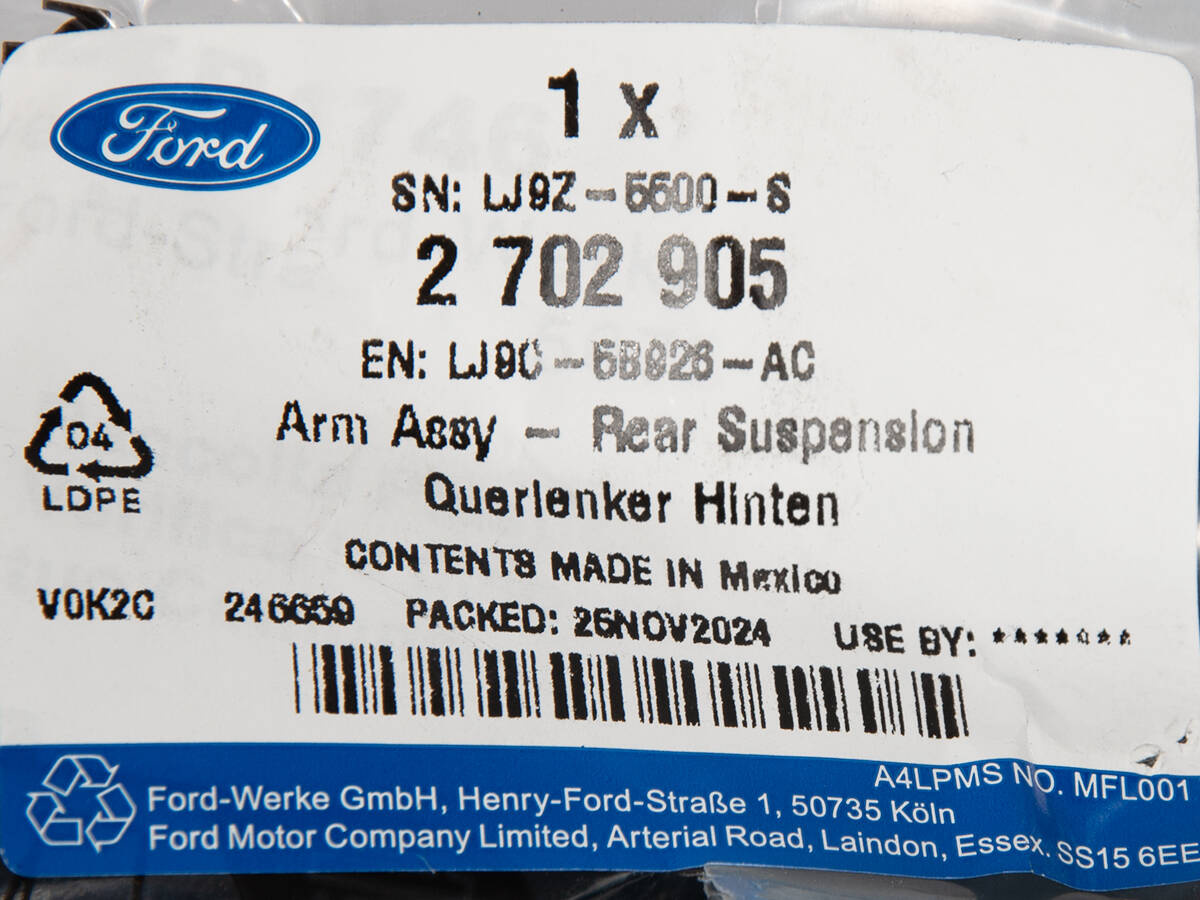 Ford
1 x
SN: LJ9Z-5500-S
2 702 905
EN: LJ9C-5B926-AC
Arm Assy - Rear Suspension
Querlenker Hinten
04
LDPE
CONTENTS MADE IN Mexico
V0K2C 246659 PACKED: 25NOV2024 USE BY: *******
A4LPMS NO. MFL001
Ford-Werke GmbH, Henry-Ford-Straße 1, 50735 Köln
Ford Motor Company Limited, Arterial Road, Laindon, Essex. SS15 6EE